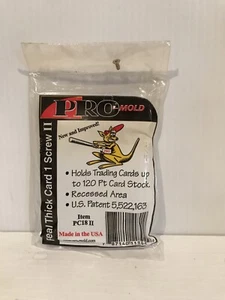 PRO-MOLD
New and Improved!
real Thick Card 1 Screw II
• Holds Trading Cards up
to 120 Pt Card Stock.
• Recessed Area
• U.S. Patent 5,522,163
Item
PC18 II
Made in the USA